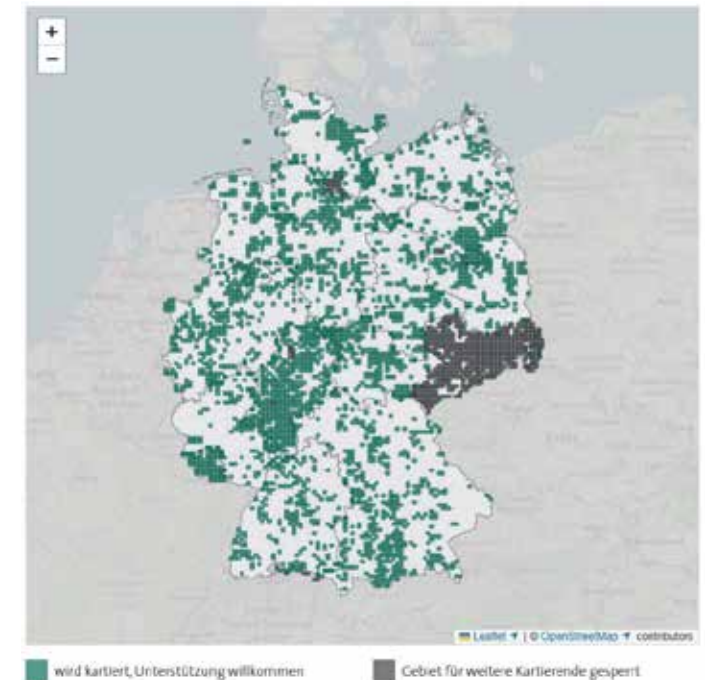 +
−
Leaflet | © OpenStreetMap contributors
wird kartiert, Unterstützung willkommen
Gebiet für weitere Kartierende gesperrt